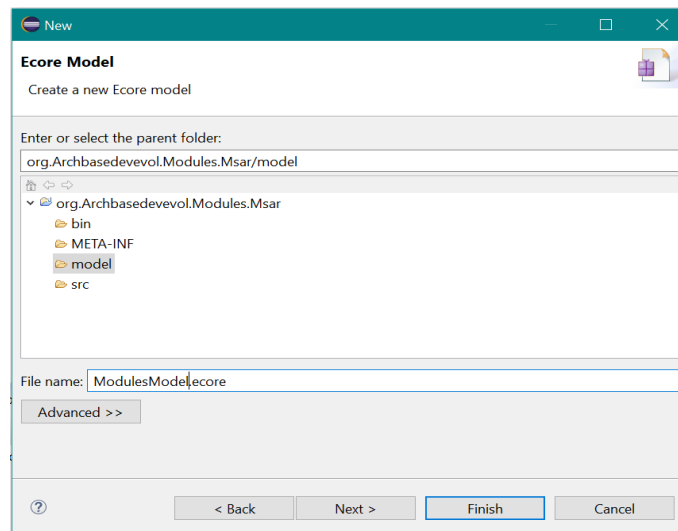 New
Ecore Model
Create a new Ecore model
Enter or select the parent folder:
org.Archbasedevevol.Modules.Msar/model
org.Archbasedevevol.Modules.Msar
bin
META-INF
model
src
File name: ModulesModel.ecore
Advanced >>
? < Back Next > Finish Cancel